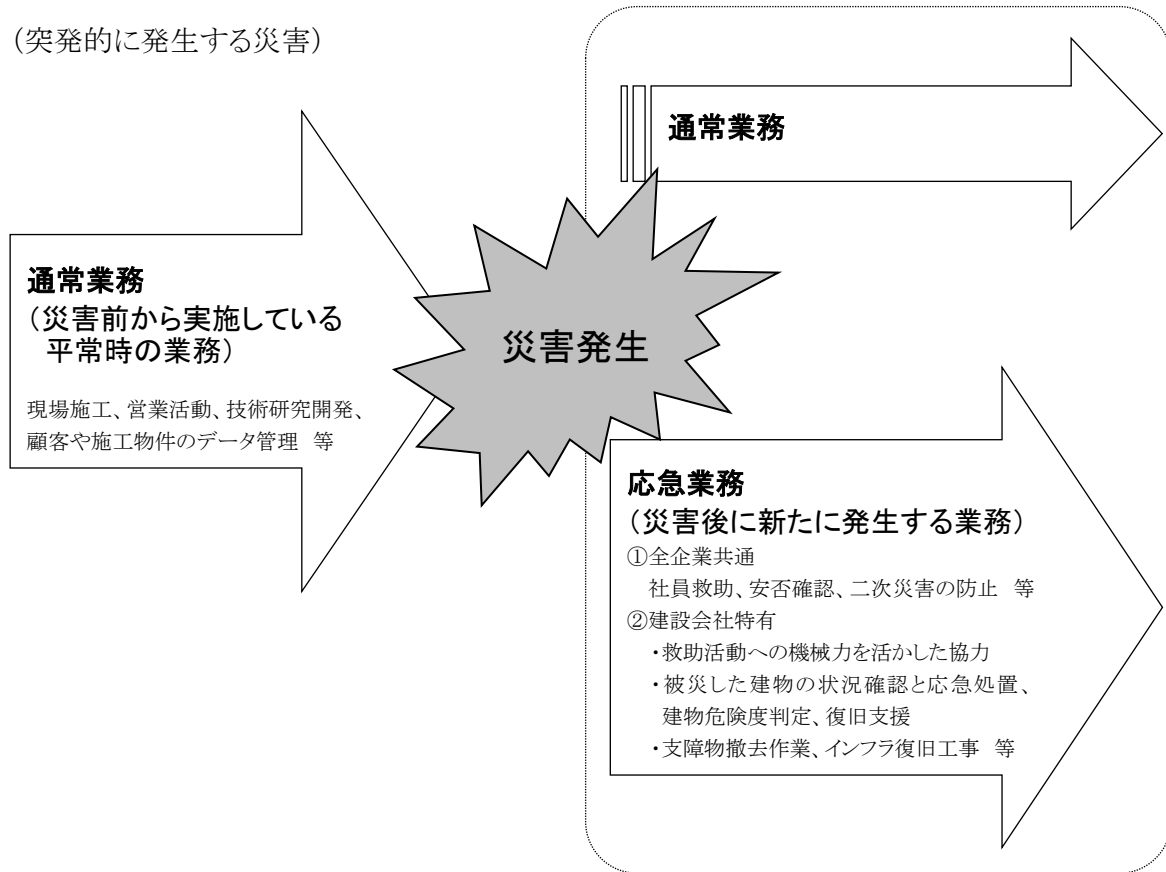 （突発的に発生する災害）
通常業務
（災害前から実施している
平常時の業務）
現場施工、営業活動、技術研究開発、
顧客や施工物件のデータ管理　等
災害発生
通常業務
応急業務
（災害後に新たに発生する業務）
①全企業共通
社員救助、安否確認、二次災害の防止　等
②建設会社特有
・救助活動への機械力を活かした協力
・被災した建物の状況確認と応急処置、
建物危険度判定、復旧支援
・支障物撤去作業、インフラ復旧工事　等